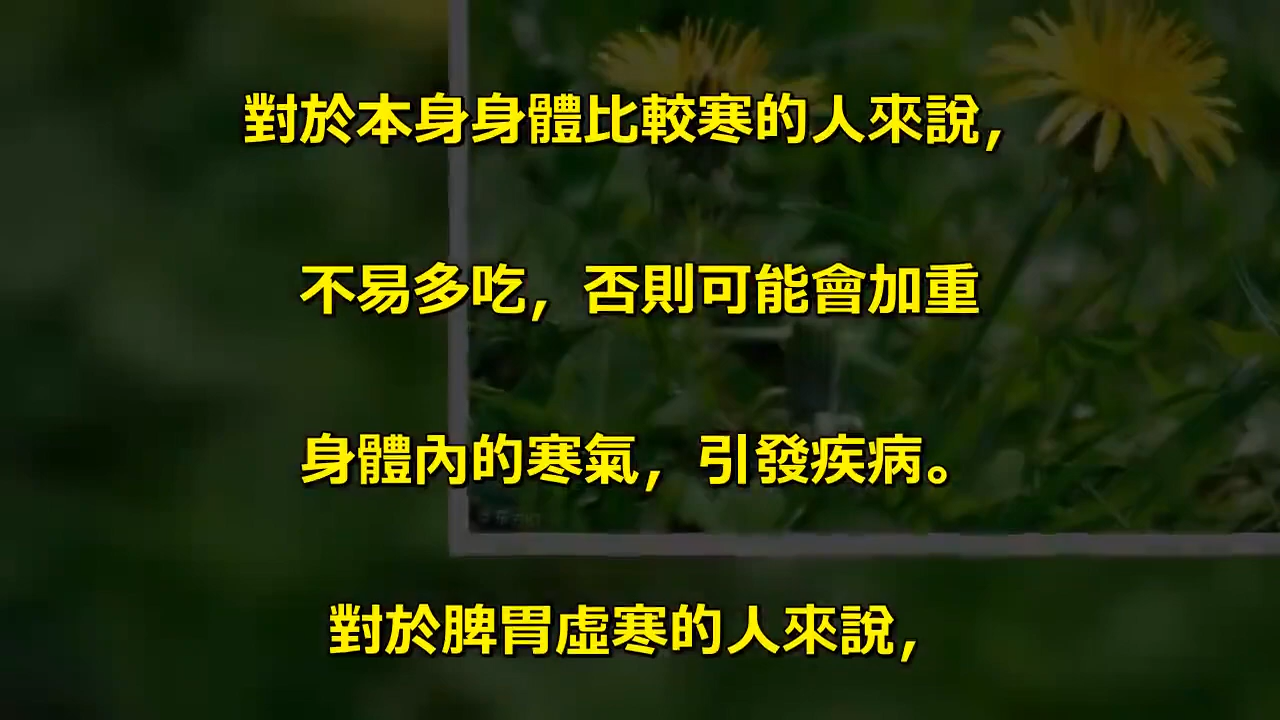 對於本身身體比較寒的人來說，
不易多吃，否則可能會加重
身體內的寒氣，引發疾病。
對於脾胃虛寒的人來說，